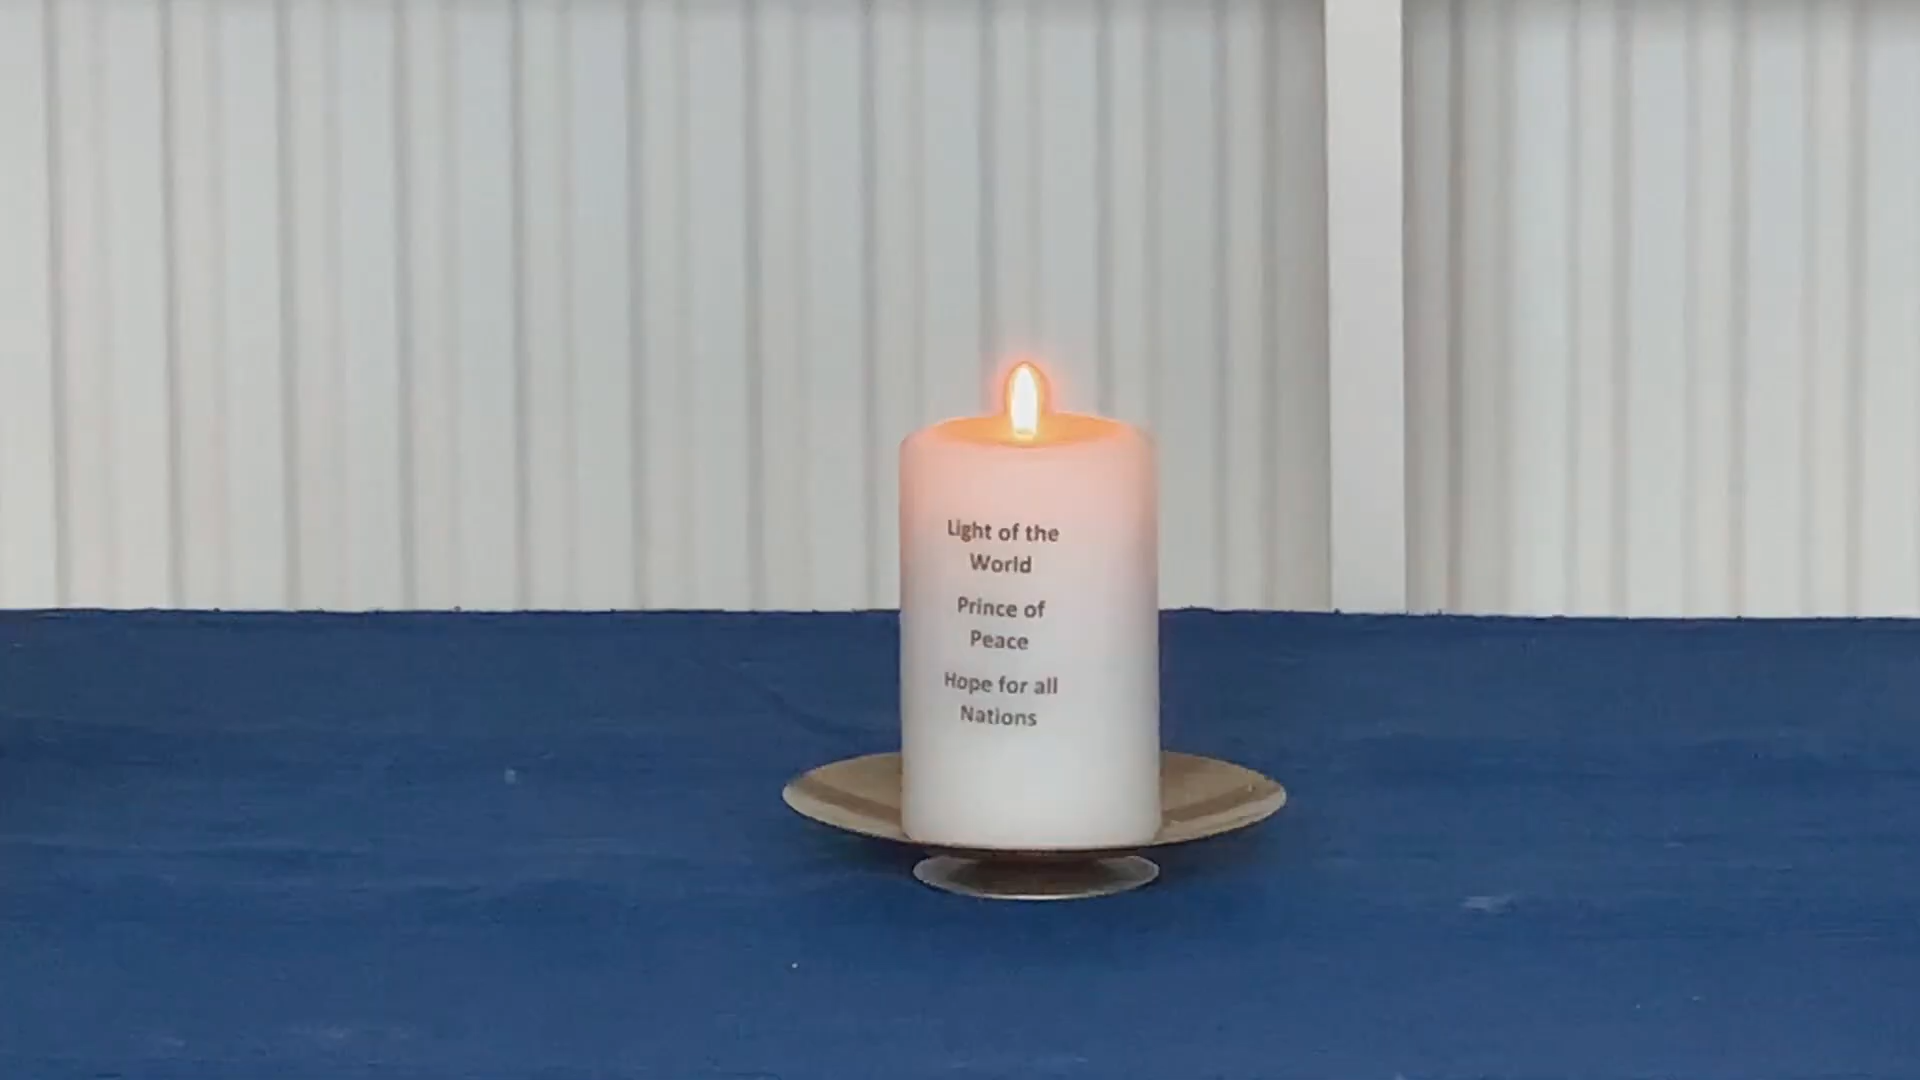 Light of the
World
Prince of
Peace
Hope for all
Nations